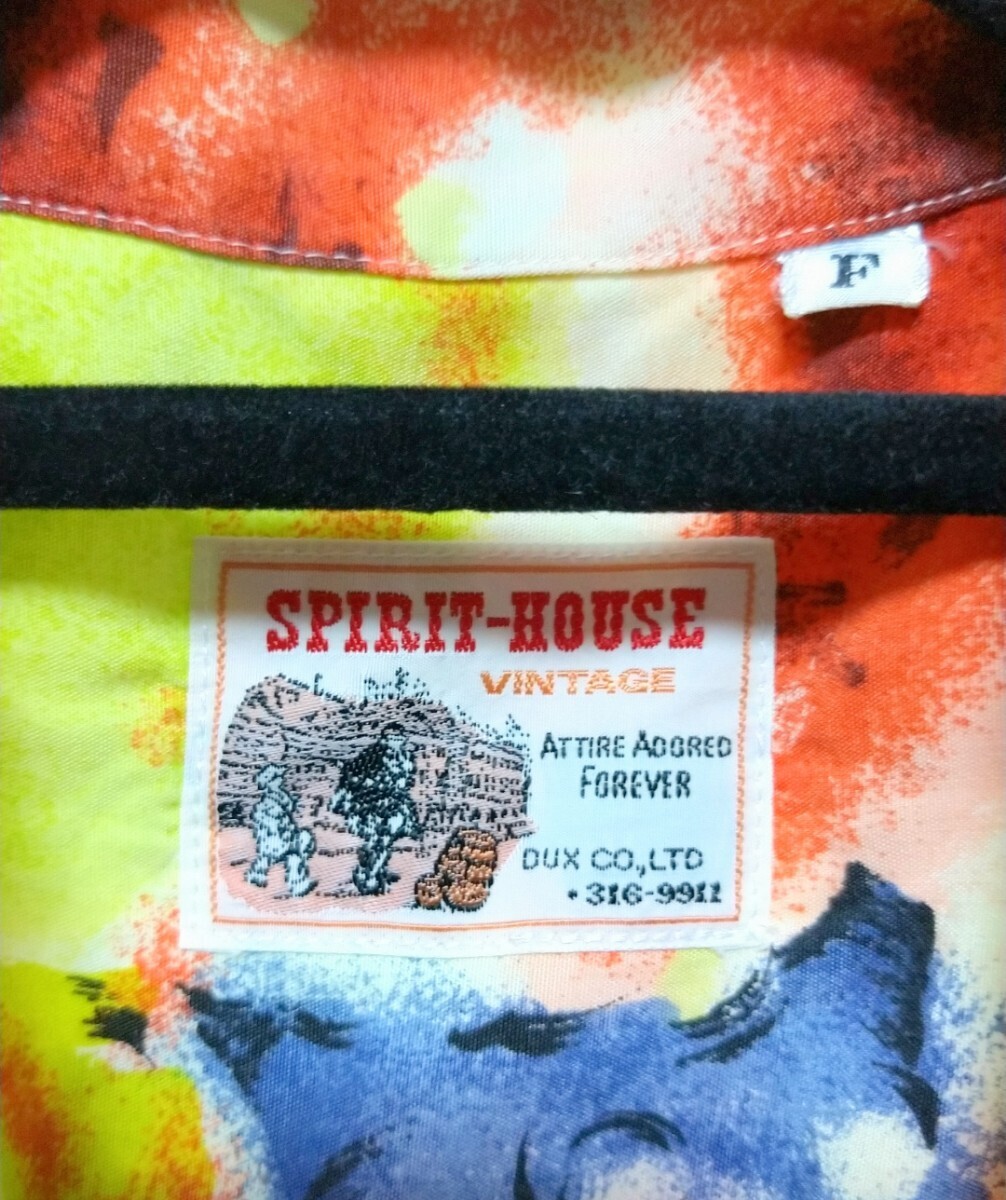 F
SPIRIT-HOUSE
VINTAGE
ATTIRE ADORED
FOREVER
DUX CO,LTD
•316-9911